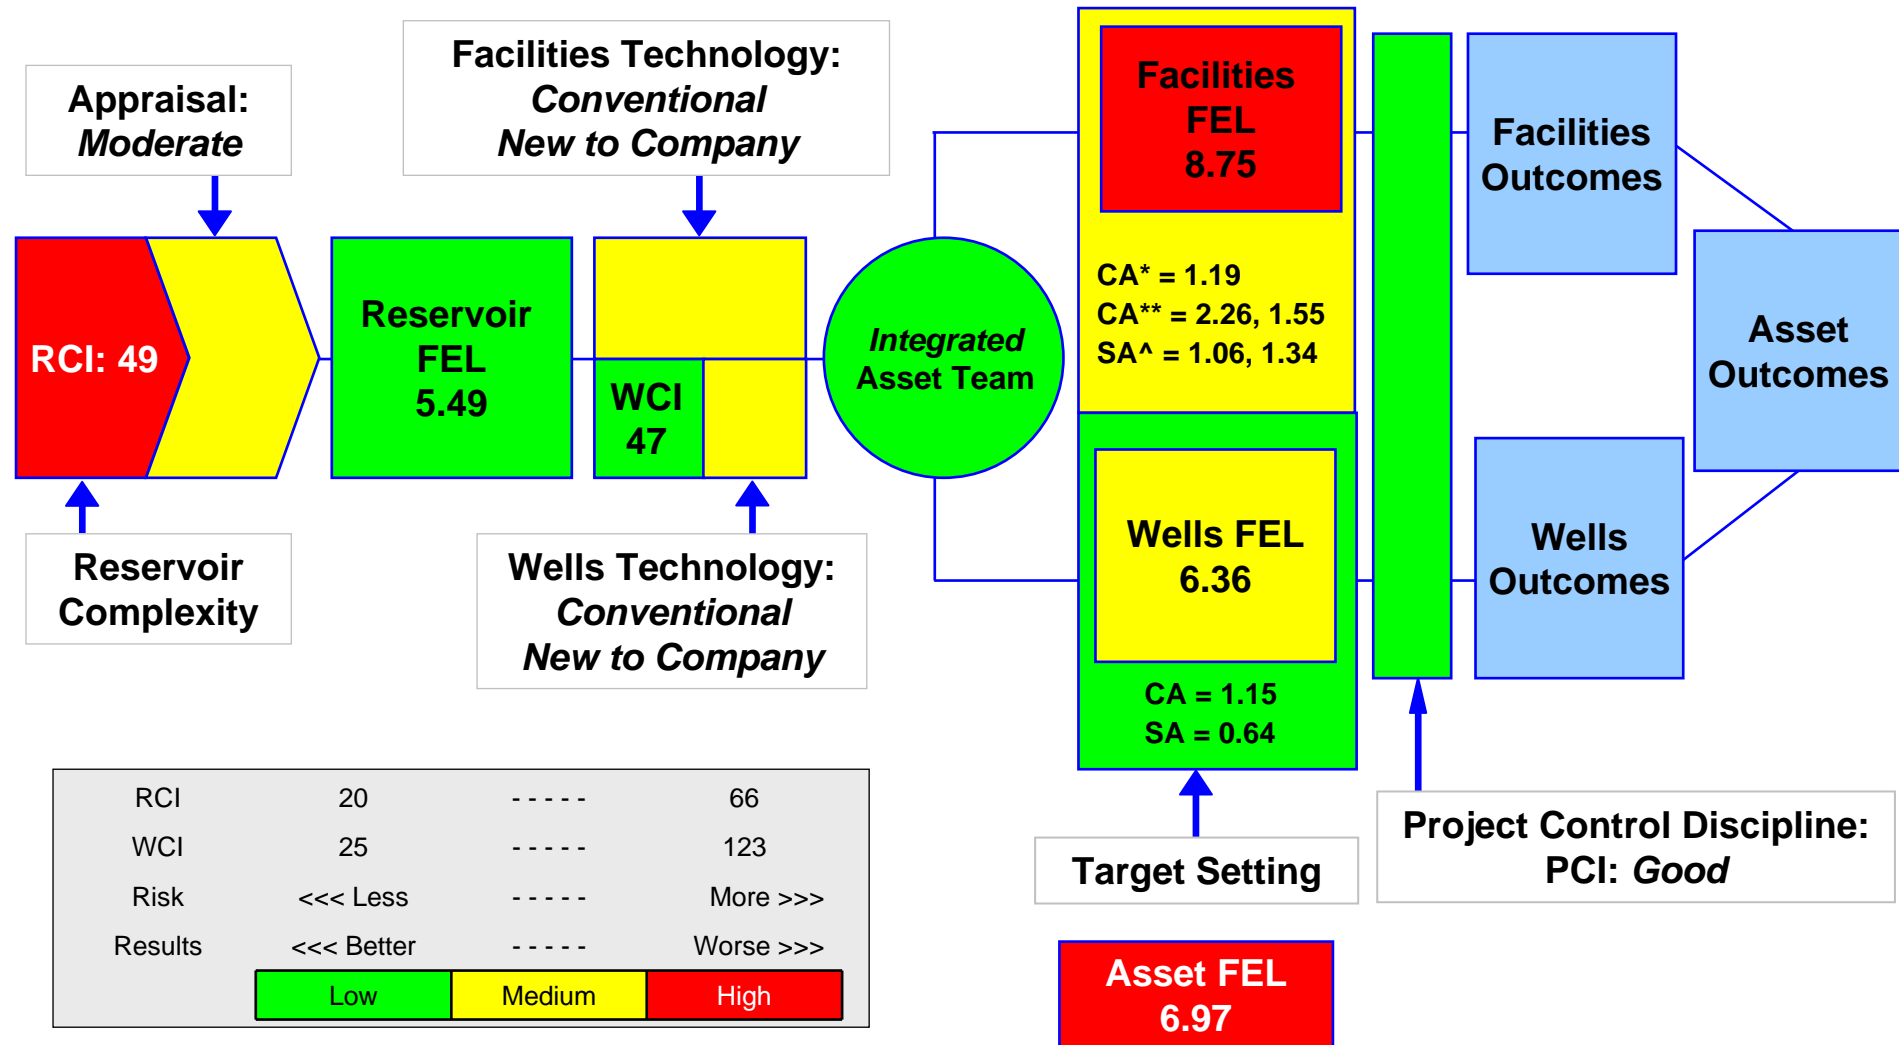 Appraisal:
Moderate
Facilities Technology:
Conventional
New to Company
RCI: 49
Reservoir
FEL
5.49
WCI
47
Integrated
Asset Team
Facilities
FEL
8.75
CA* = 1.19
CA** = 2.26, 1.55
SA^ = 1.06, 1.34
Wells FEL
6.36
CA = 1.15
SA = 0.64
Facilities
Outcomes
Asset
Outcomes
Wells
Outcomes
Reservoir
Complexity
Wells Technology:
Conventional
New to Company
Target Setting
Project Control Discipline:
PCI: Good
Asset FEL
6.97
RCI 20 - - - - - 66
WCI 25 - - - - - 123
Risk <<< Less - - - - - More >>>
Results <<< Better - - - - - Worse >>>
Low Medium High